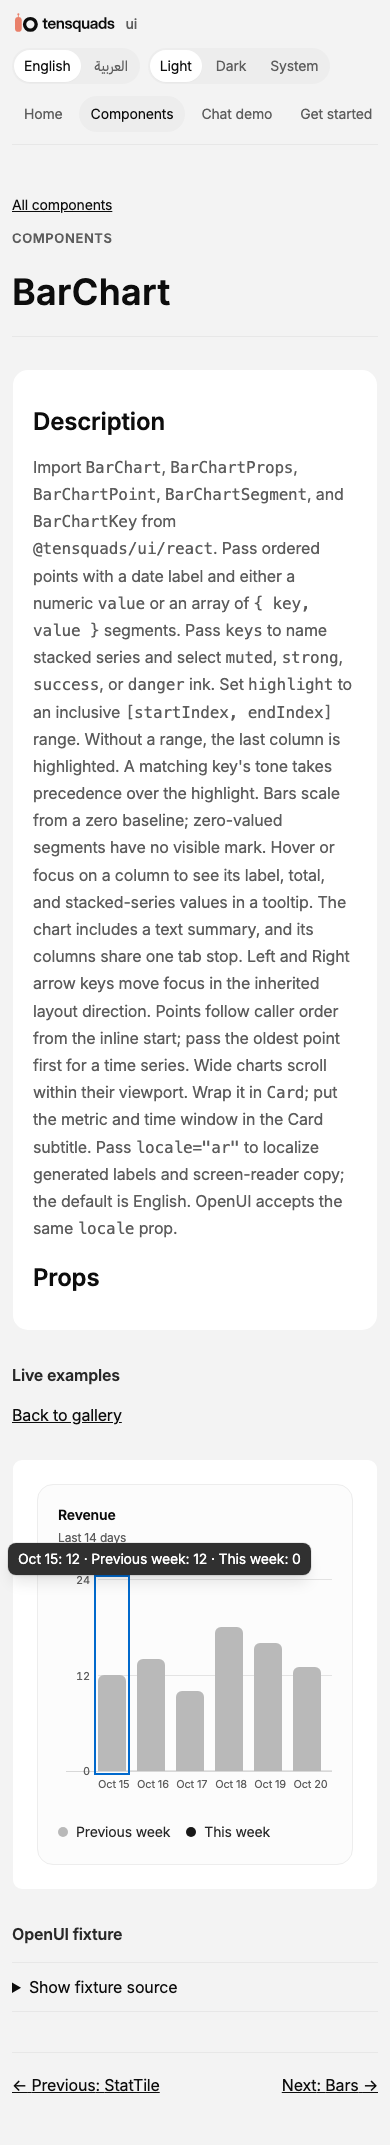 tensquads ui
English العربية Light Dark System
Home Components Chat demo Get started
All components
COMPONENTS
BarChart
Description
Import BarChart, BarChartProps,
BarChartPoint, BarChartSegment, and
BarChartKey from
@tensquads/ui/react. Pass ordered
points with a date label and either a
numeric value or an array of { key,
value } segments. Pass keys to name
stacked series and select muted, strong,
success, or danger ink. Set highlight to
an inclusive [startIndex, endIndex]
range. Without a range, the last column is
highlighted. A matching key's tone takes
precedence over the highlight. Bars scale
from a zero baseline; zero-valued
segments have no visible mark. Hover or
focus on a column to see its label, total,
and stacked-series values in a tooltip. The
chart includes a text summary, and its
columns share one tab stop. Left and Right
arrow keys move focus in the inherited
layout direction. Points follow caller order
from the inline start; pass the oldest point
first for a time series. Wide charts scroll
within their viewport. Wrap it in Card; put
the metric and time window in the Card
subtitle. Pass locale="ar" to localize
generated labels and screen-reader copy;
the default is English. OpenUI accepts the
same locale prop.
Props
Live examples
Back to gallery
Revenue
Last 14 days
Oct 15: 12 · Previous week: 12 · This week: 0
24
12
0
Oct 15 Oct 16 Oct 17 Oct 18 Oct 19 Oct 20
Previous week This week
OpenUI fixture
▶ Show fixture source
← Previous: StatTile Next: Bars →